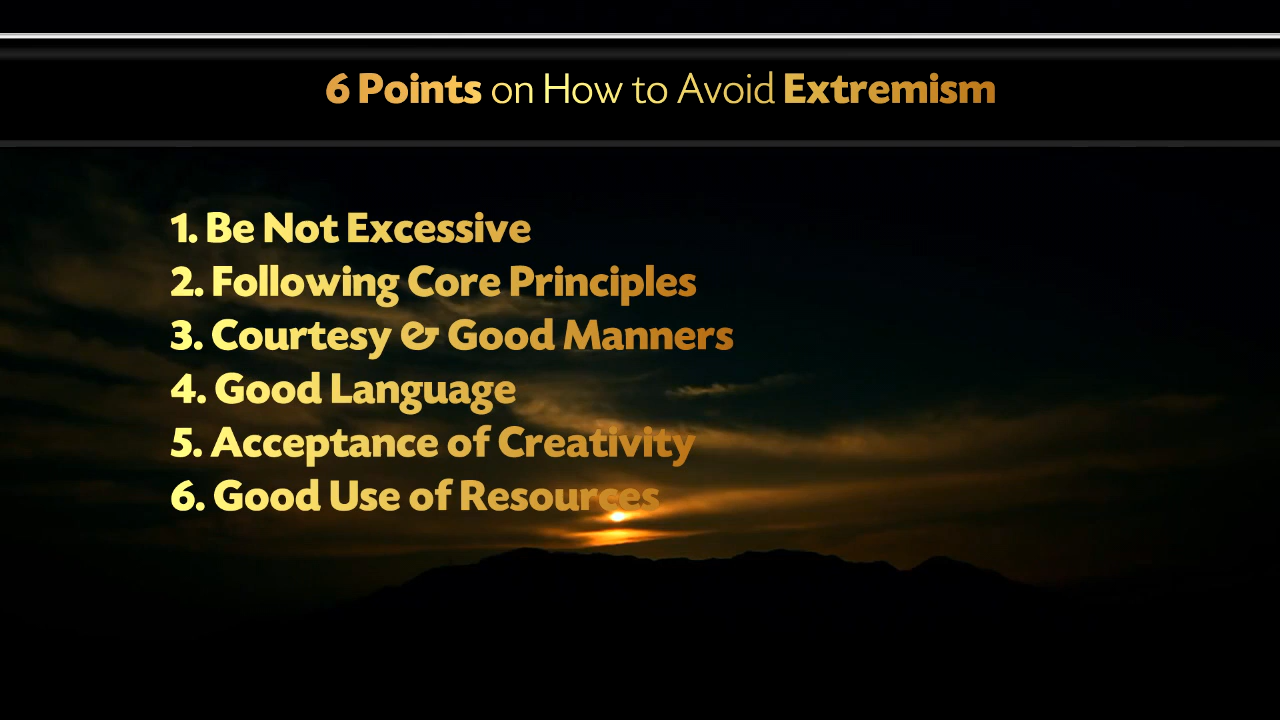 6 Points on How to Avoid Extremism
1. Be Not Excessive
2. Following Core Principles
3. Courtesy & Good Manners
4. Good Language
5. Acceptance of Creativity
6. Good Use of Resources